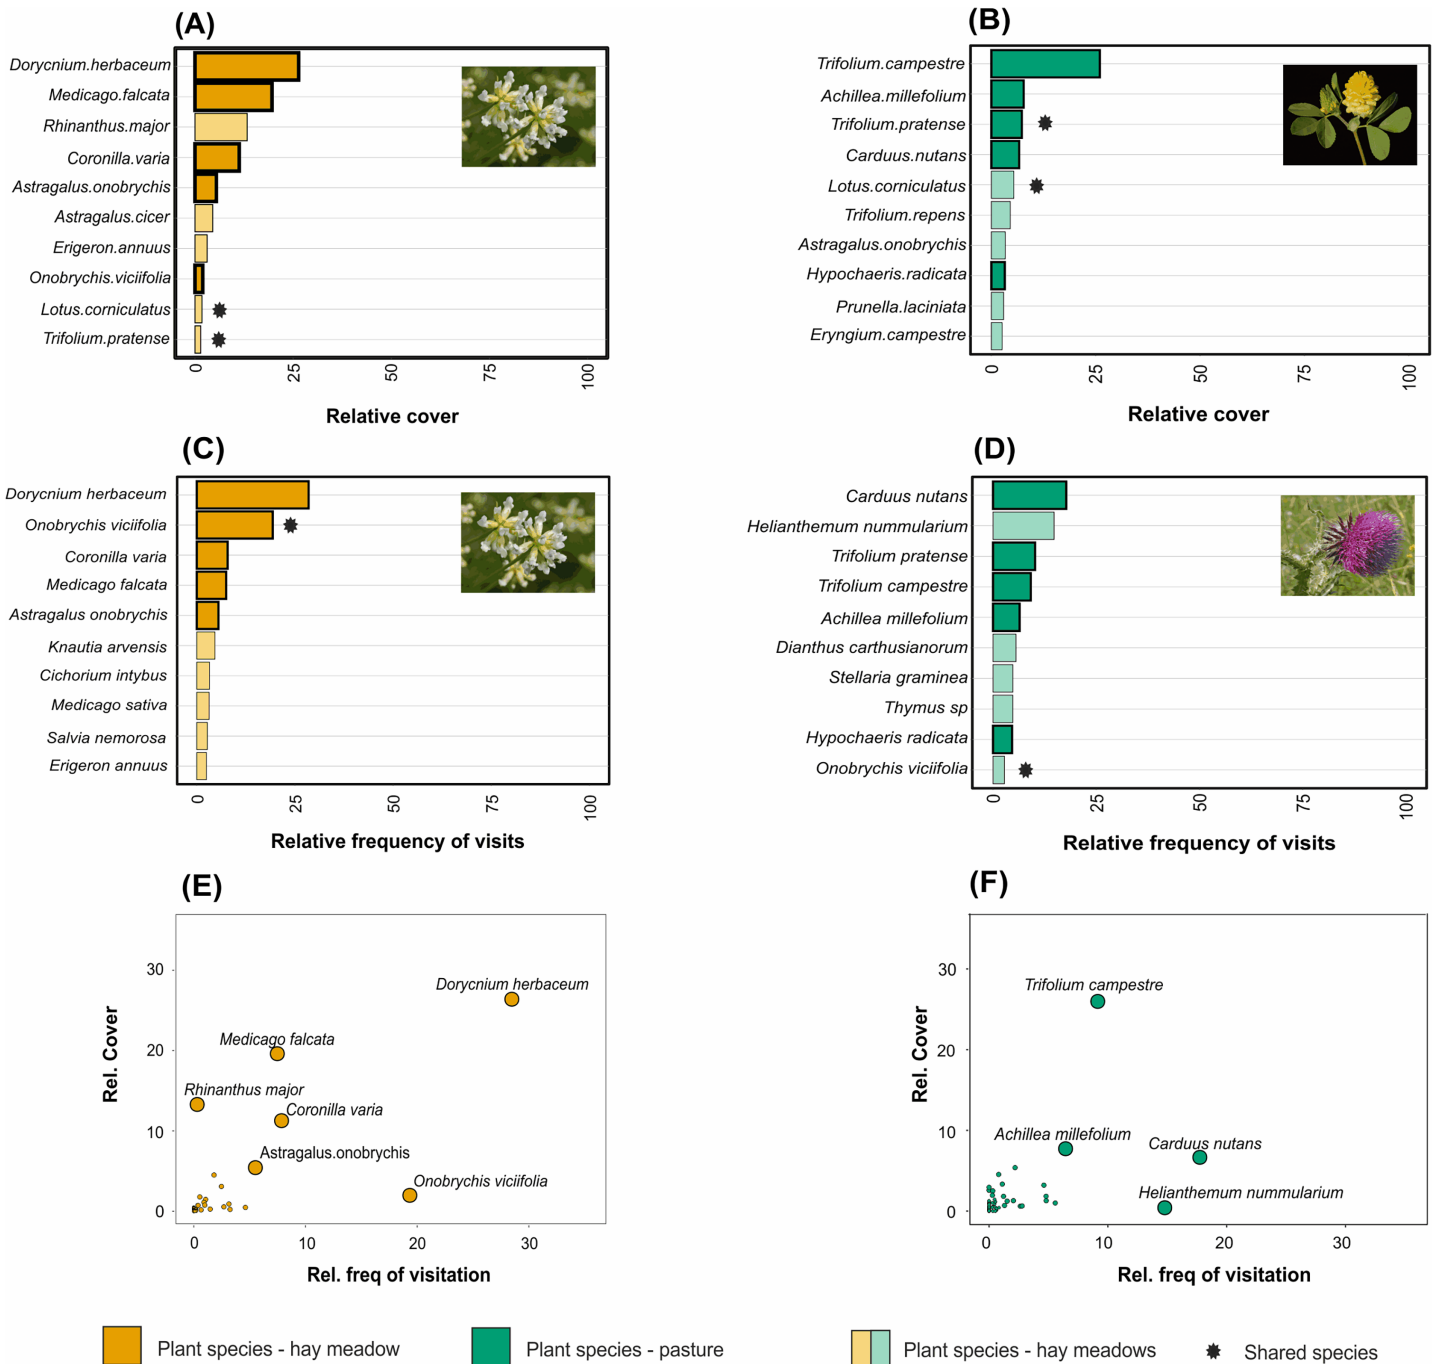 (A)
Dorycnium.herbaceum
Medicago.falcata
Rhinanthus.major
Coronilla.varia
Astragalus.onobrychis
Astragalus.cicer
Erigeron.annuus
Onobrychis.viciifolia
Lotus.corniculatus
Trifolium.pratense
0 25 50 75 100
Relative cover
(B)
Trifolium.campestre
Achillea.millefolium
Trifolium.pratense
Carduus.nutans
Lotus.corniculatus
Trifolium.repens
Astragalus.onobrychis
Hypochaeris.radicata
Prunella.laciniata
Eryngium.campestre
0 25 50 75 100
Relative cover
(C)
Dorycnium herbaceum
Onobrychis viciifolia
Coronilla varia
Medicago falcata
Astragalus onobrychis
Knautia arvensis
Cichorium intybus
Medicago sativa
Salvia nemorosa
Erigeron annuus
0 25 50 75 100
Relative frequency of visits
(D)
Carduus nutans
Helianthemum nummularium
Trifolium pratense
Trifolium campestre
Achillea millefolium
Dianthus carthusianorum
Stellaria graminea
Thymus sp
Hypochaeris radicata
Onobrychis viciifolia
0 25 50 75 100
Relative frequency of visits
(E)
Rel. Cover
30
20
10
0
Dorycnium herbaceum
Medicago falcata
Rhinanthus major
Coronilla varia
Astragalus.onobrychis
Onobrychis viciifolia
0 10 20 30
Rel. freq of visitation
(F)
Rel. Cover
30
20
10
0
Trifolium campestre
Achillea millefolium
Carduus nutans
Helianthemum nummularium
0 10 20 30
Rel. freq of visitation
Plant species - hay meadow
Plant species - pasture
Plant species - hay meadows
Shared species